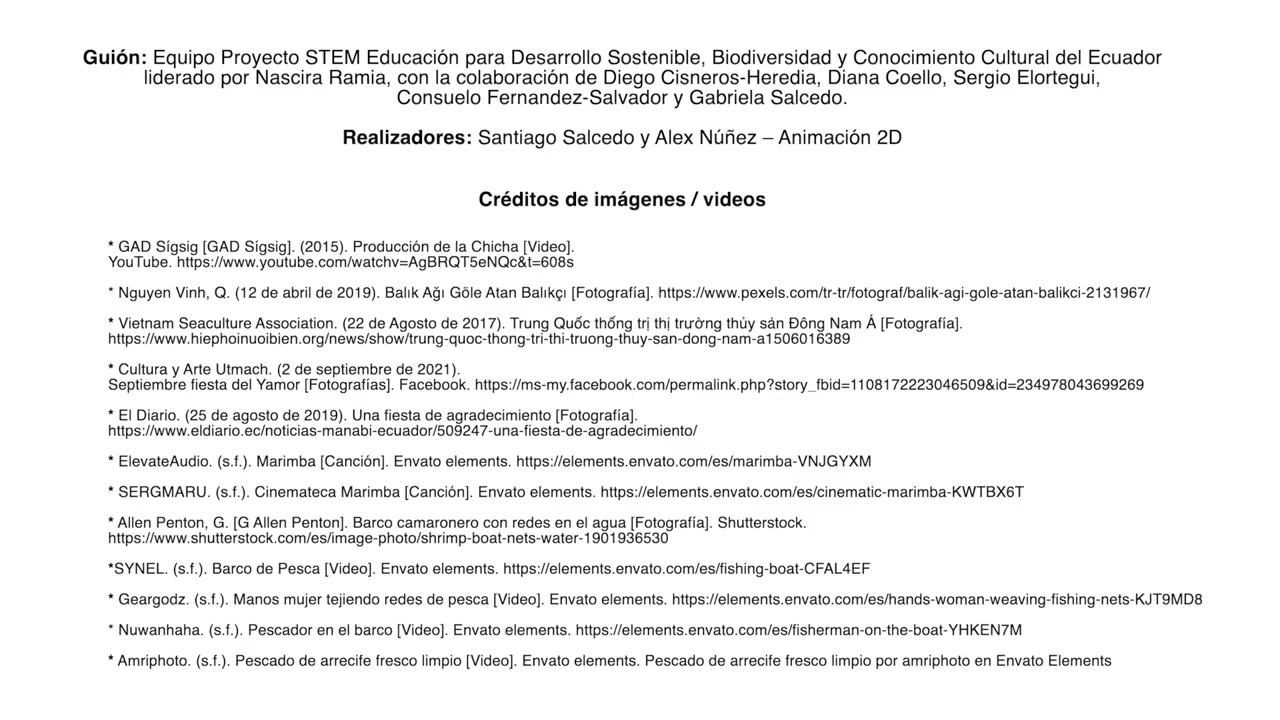 Guión: Equipo Proyecto STEM Educación para Desarrollo Sostenible, Biodiversidad y Conocimiento Cultural del Ecuador
liderado por Nascira Ramia, con la colaboración de Diego Cisneros-Heredia, Diana Coello, Sergio Elortegui,
Consuelo Fernandez-Salvador y Gabriela Salcedo.
Realizadores: Santiago Salcedo y Alex Núñez – Animación 2D
Créditos de imágenes / videos
* GAD Sígsig [GAD Sígsig]. (2015). Producción de la Chicha [Video].
YouTube. https://www.youtube.com/watchv=AgBRQT5eNQc&t=608s
* Nguyen Vinh, Q. (12 de abril de 2019). Balık Ağı Göle Atan Balıkçı [Fotografía]. https://www.pexels.com/tr-tr/fotograf/balik-agi-gole-atan-balikci-2131967/
* Vietnam Seaculture Association. (22 de Agosto de 2017). Trung Quốc thống trị thị trường thủy sản Đông Nam Á [Fotografía].
https://www.hiephoinuoibien.org/news/show/trung-quoc-thong-tri-thi-truong-thuy-san-dong-nam-a1506016389
* Cultura y Arte Utmach. (2 de septiembre de 2021).
Septiembre fiesta del Yamor [Fotografías]. Facebook. https://ms-my.facebook.com/permalink.php?story_fbid=1108172223046509&id=234978043699269
* El Diario. (25 de agosto de 2019). Una fiesta de agradecimiento [Fotografía].
https://www.eldiario.ec/noticias-manabi-ecuador/509247-una-fiesta-de-agradecimiento/
* ElevateAudio. (s.f.). Marimba [Canción]. Envato elements. https://elements.envato.com/es/marimba-VNJGYXM
* SERGMARU. (s.f.). Cinemateca Marimba [Canción]. Envato elements. https://elements.envato.com/es/cinematic-marimba-KWTBX6T
* Allen Penton, G. [G Allen Penton]. Barco camaronero con redes en el agua [Fotografía]. Shutterstock.
https://www.shutterstock.com/es/image-photo/shrimp-boat-nets-water-1901936530
*SYNEL. (s.f.). Barco de Pesca [Video]. Envato elements. https://elements.envato.com/es/fishing-boat-CFAL4EF
* Geargodz. (s.f.). Manos mujer tejiendo redes de pesca [Video]. Envato elements. https://elements.envato.com/es/hands-woman-weaving-fishing-nets-KJT9MD8
* Nuwanhaha. (s.f.). Pescador en el barco [Video]. Envato elements. https://elements.envato.com/es/fisherman-on-the-boat-YHKEN7M
* Amriphoto. (s.f.). Pescado de arrecife fresco limpio [Video]. Envato elements. Pescado de arrecife fresco limpio por amriphoto en Envato Elements